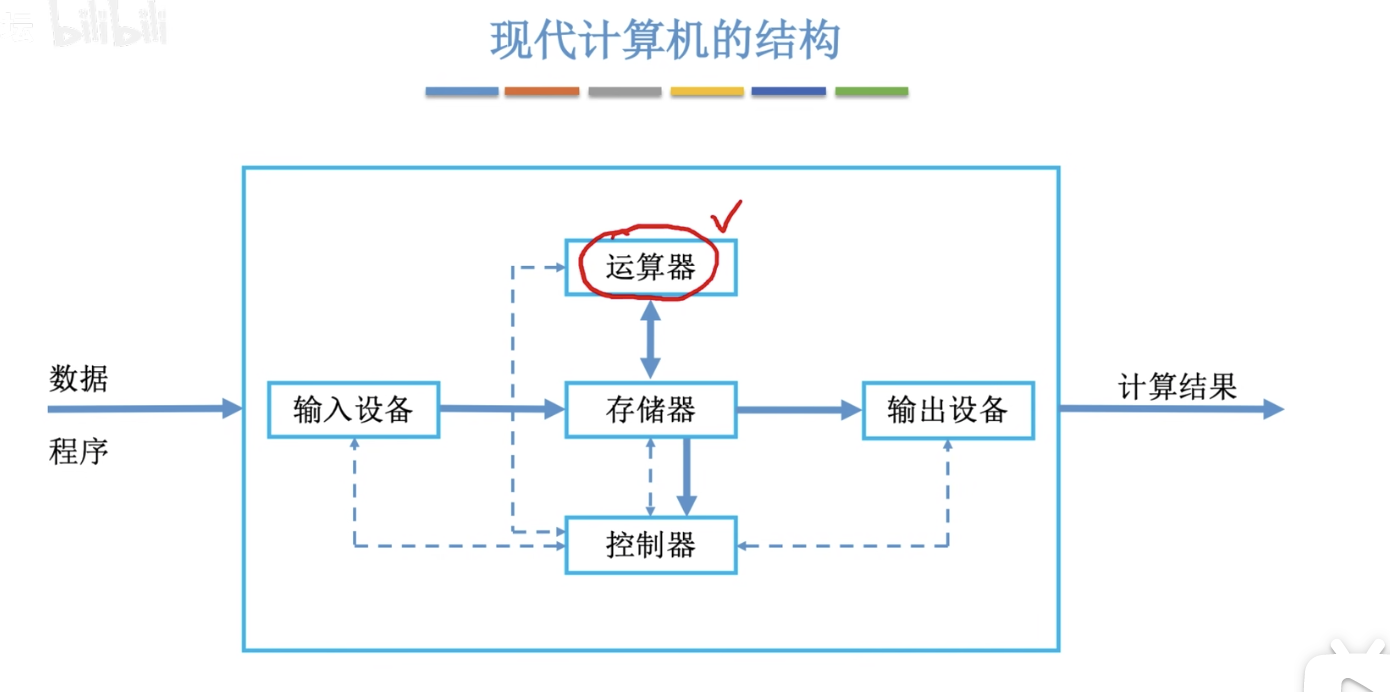 bilibili
现代计算机的结构
运算器
数据
程序
输入设备
存储器
输出设备
计算结果
控制器